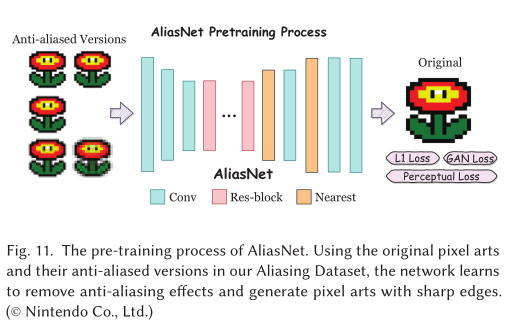 AliasNet Pretraining Process
Anti-aliased Versions
Original
...
AliasNet
L1 Loss
GAN Loss
Perceptual Loss
Conv
Res-block
Nearest
Fig. 11. The pre-training process of AliasNet. Using the original pixel arts
and their anti-aliased versions in our Aliasing Dataset, the network learns
to remove anti-aliasing effects and generate pixel arts with sharp edges.
(© Nintendo Co., Ltd.)